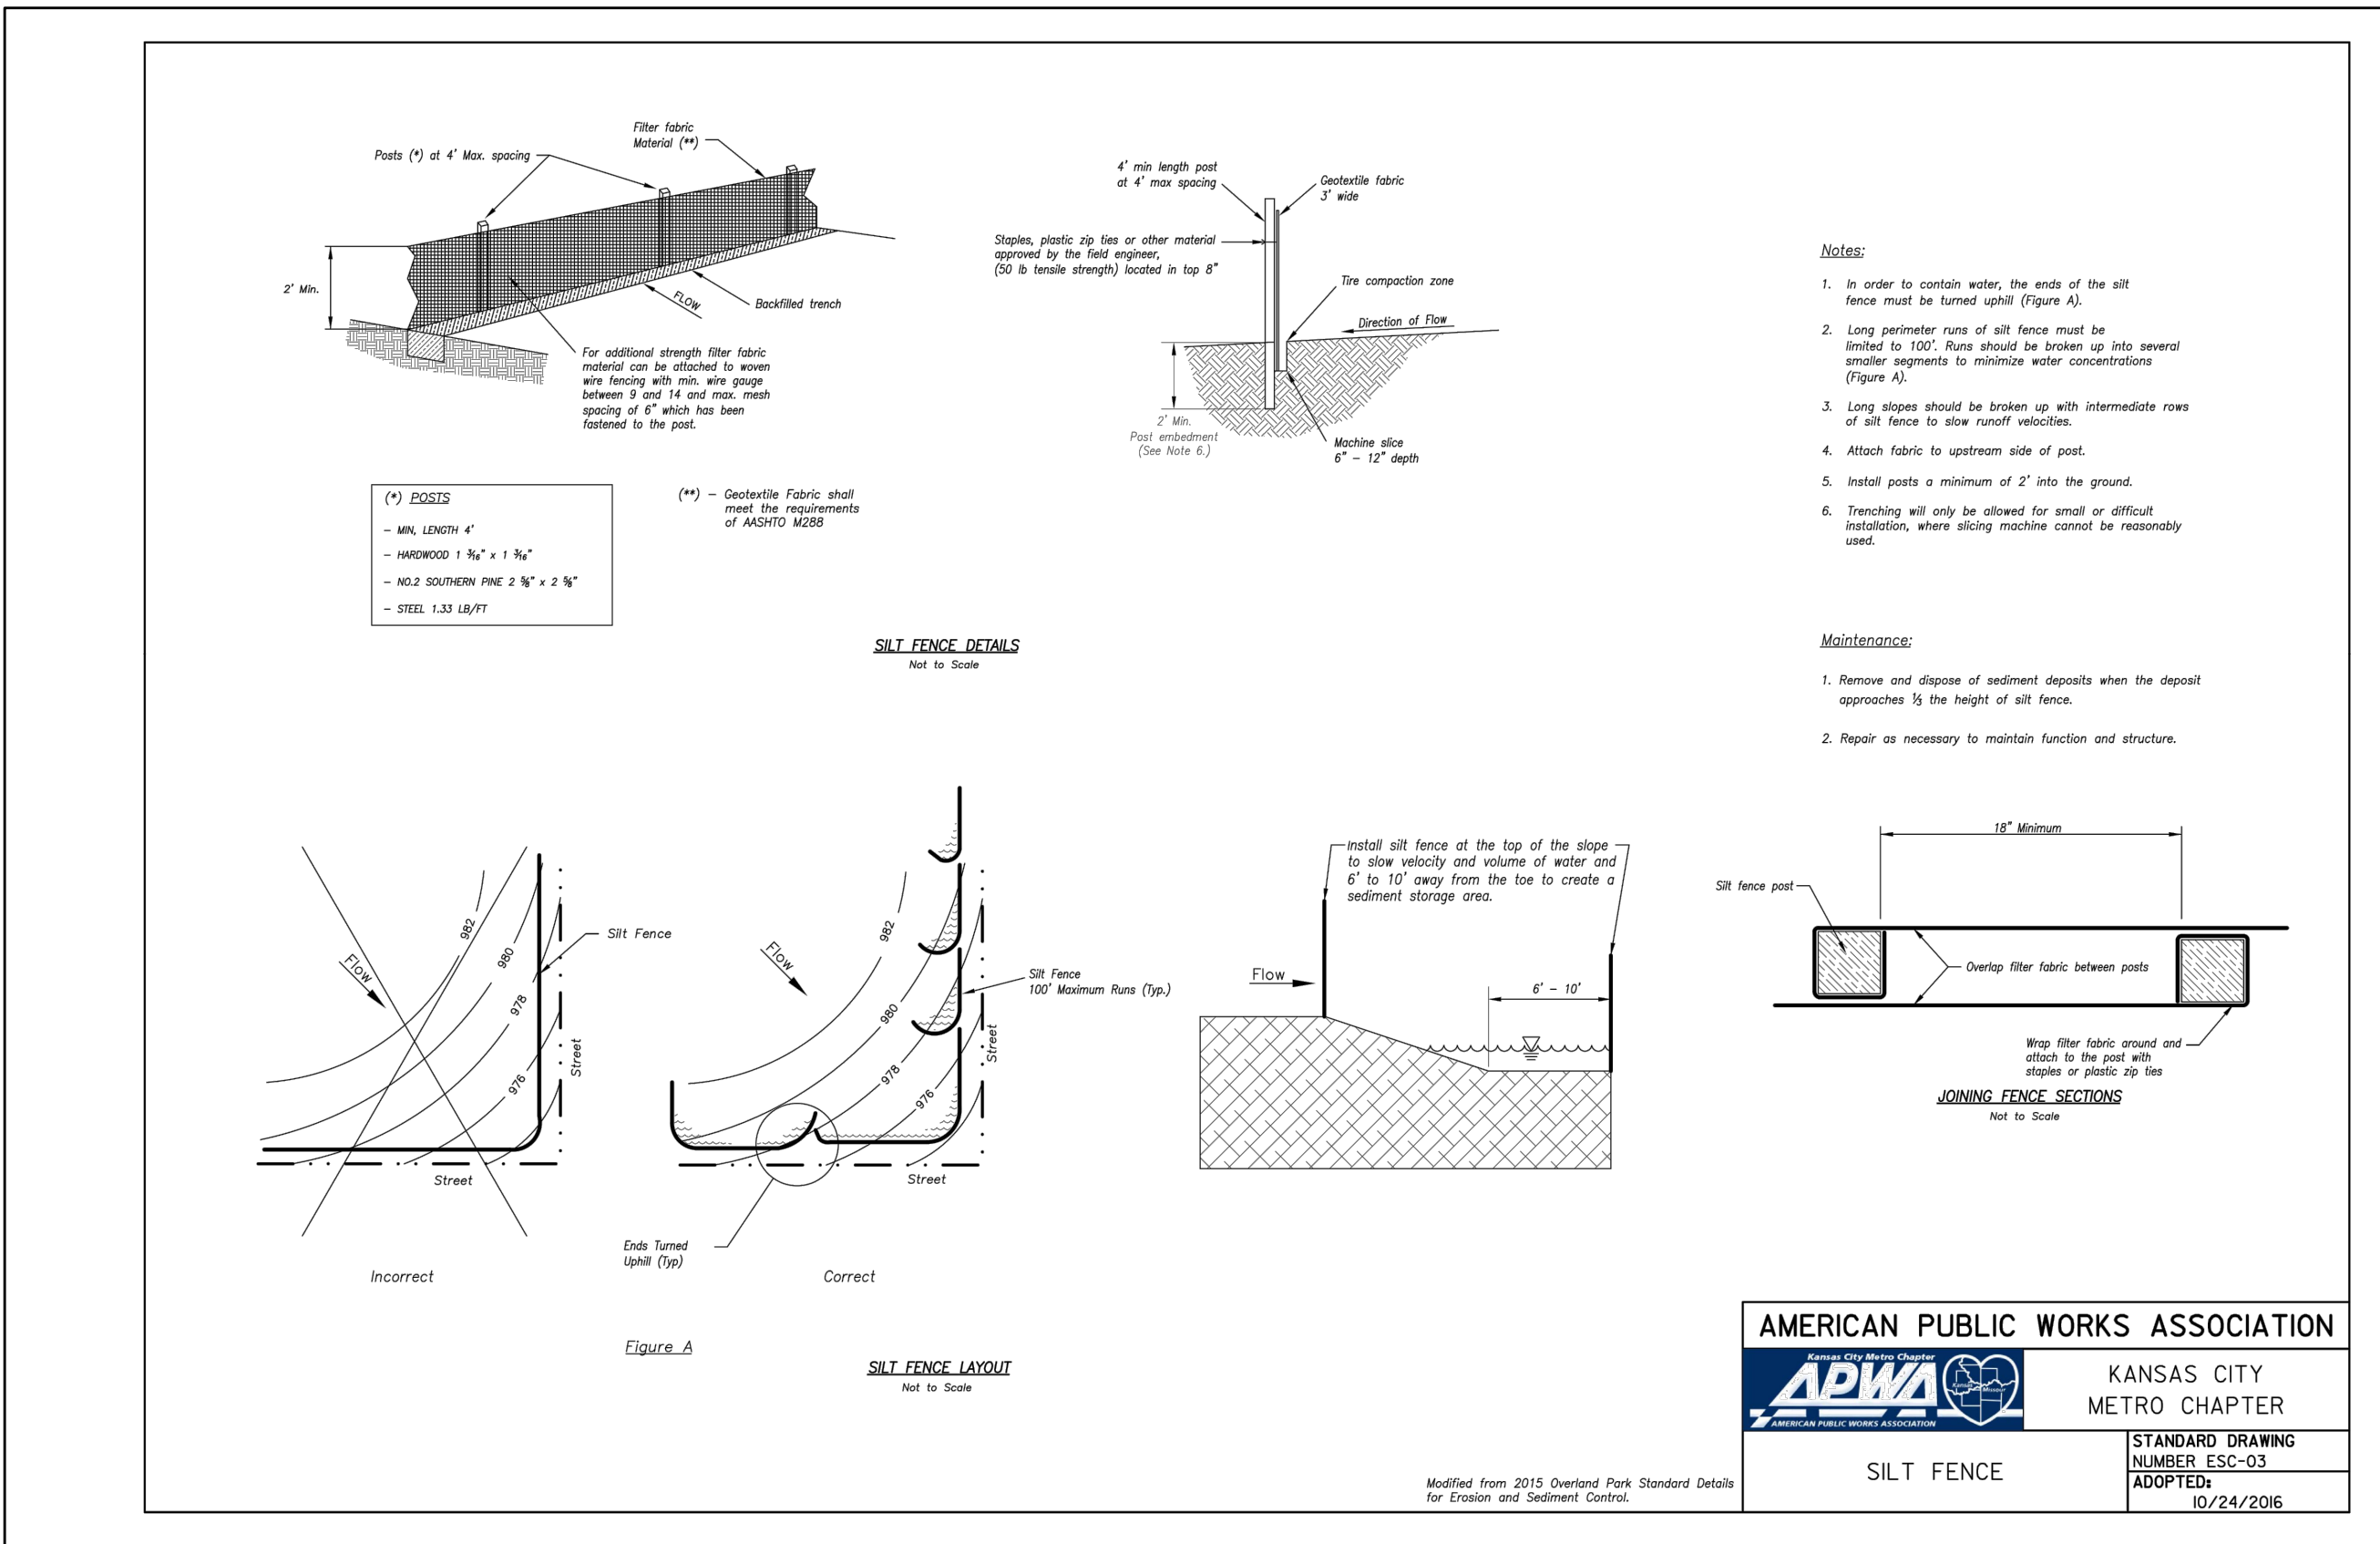 Filter fabric
Material (**)
Posts (*) at 4' Max. spacing
2' Min.
FLOW
Backfilled trench
For additional strength filter fabric
material can be attached to woven
wire fencing with min. wire gauge
between 9 and 14 and max. mesh
spacing of 6" which has been
fastened to the post.
4' min length post
at 4' max spacing
Geotextile fabric
3' wide
Staples, plastic zip ties or other material
approved by the field engineer,
(50 lb tensile strength) located in top 8"
Tire compaction zone
Direction of Flow
2' Min.
Post embedment
(See Note 6.)
Machine slice
6" - 12" depth
(*) POSTS
- MIN, LENGTH 4'
- HARDWOOD 1 3/16" x 1 3/16"
- NO.2 SOUTHERN PINE 2 5/8" x 2 5/8"
- STEEL 1.33 LB/FT
(**) - Geotextile Fabric shall
meet the requirements
of AASHTO M288
SILT FENCE DETAILS
Not to Scale
Notes:
1. In order to contain water, the ends of the silt
fence must be turned uphill (Figure A).
2. Long perimeter runs of silt fence must be
limited to 100'. Runs should be broken up into several
smaller segments to minimize water concentrations
(Figure A).
3. Long slopes should be broken up with intermediate rows
of silt fence to slow runoff velocities.
4. Attach fabric to upstream side of post.
5. Install posts a minimum of 2' into the ground.
6. Trenching will only be allowed for small or difficult
installation, where slicing machine cannot be reasonably
used.
Maintenance:
1. Remove and dispose of sediment deposits when the deposit
approaches 1/3 the height of silt fence.
2. Repair as necessary to maintain function and structure.
Flow
982
980
978
976
Silt Fence
Street
Street
Incorrect
Flow
982
980
978
976
Silt Fence
100' Maximum Runs (Typ.)
Street
Street
Ends Turned
Uphill (Typ)
Correct
Figure A
SILT FENCE LAYOUT
Not to Scale
Install silt fence at the top of the slope
to slow velocity and volume of water and
6' to 10' away from the toe to create a
sediment storage area.
Flow
6' - 10'
18" Minimum
Silt fence post
Overlap filter fabric between posts
Wrap filter fabric around and
attach to the post with
staples or plastic zip ties
JOINING FENCE SECTIONS
Not to Scale
Modified from 2015 Overland Park Standard Details
for Erosion and Sediment Control.
AMERICAN PUBLIC WORKS ASSOCIATION
Kansas City Metro Chapter
APWA
Kansas
Missouri
AMERICAN PUBLIC WORKS ASSOCIATION
KANSAS CITY
METRO CHAPTER
SILT FENCE
STANDARD DRAWING
NUMBER ESC-03
ADOPTED:
10/24/2016